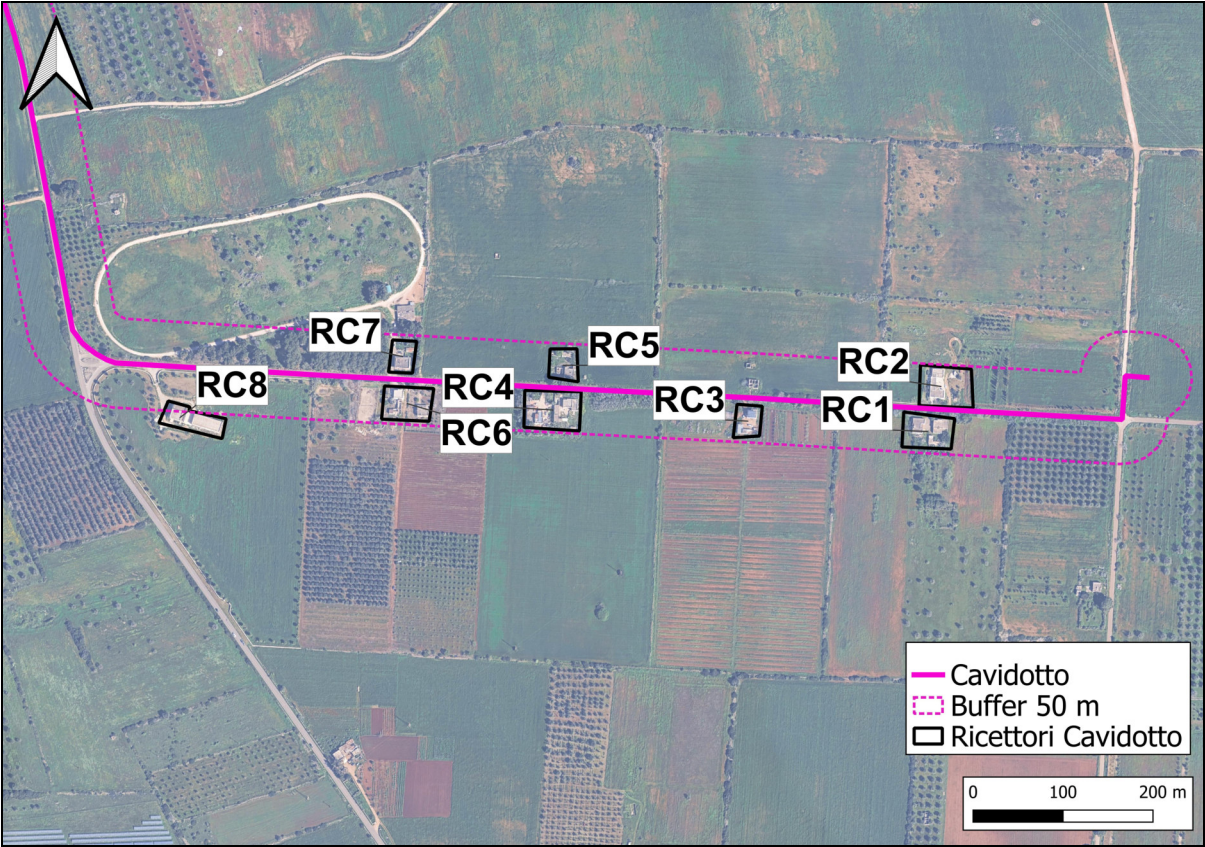 RC7
RC5
RC2
RC8
RC4
RC3
RC1
RC6
Cavidotto
Buffer 50 m
Ricettori Cavidotto
0 100 200 m